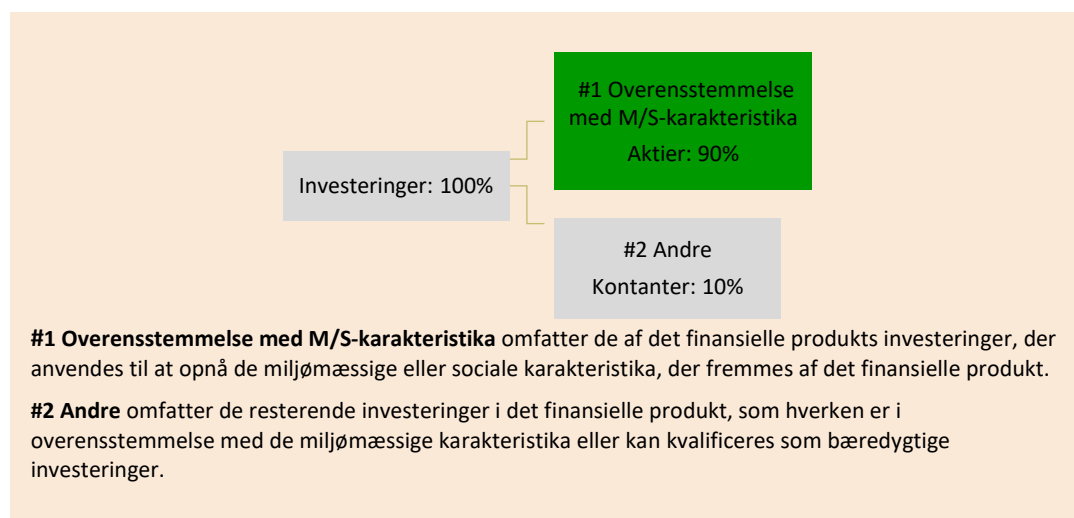 #1 Overensstemmelse
med M/S-karakteristika
Aktier: 90%
Investeringer: 100%
#2 Andre
Kontanter: 10%
#1 Overensstemmelse med M/S-karakteristika omfatter de af det finansielle produkts investeringer, der
anvendes til at opnå de miljømæssige eller sociale karakteristika, der fremmes af det finansielle produkt.
#2 Andre omfatter de resterende investeringer i det finansielle produkt, som hverken er i
overensstemmelse med de miljømæssige karakteristika eller kan kvalificeres som bæredygtige
investeringer.